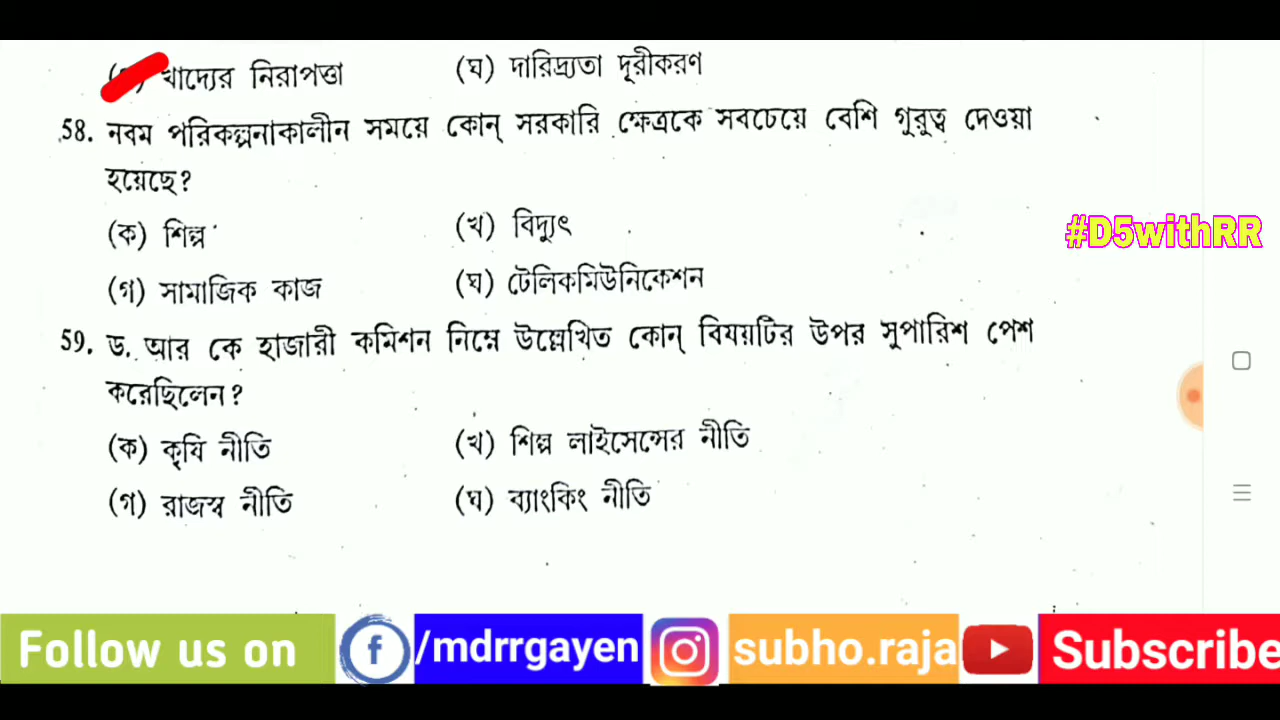 খাদ্যের নিরাপত্তা (ঘ) দারিদ্র্যতা দূরীকরণ
58. নবম পরিকল্পনাকালীন সময়ে কোন্ সরকারি ক্ষেত্রকে সবচেয়ে বেশি গুরুত্ব দেওয়া
হয়েছে?
(ক) শিল্প (খ) বিদ্যুৎ
#D5withRR
(গ) সামাজিক কাজ (ঘ) টেলিকমিউনিকেশন
59. ড. আর কে হাজারী কমিশন নিম্নে উল্লেখিত কোন্ বিষয়টির উপর সুপারিশ পেশ
করেছিলেন?
(ক) কৃষি নীতি (খ) শিল্প লাইসেন্সের নীতি
(গ) রাজস্ব নীতি (ঘ) ব্যাংকিং নীতি
Follow us on f /mdrrgayen subho.raja Subscribe